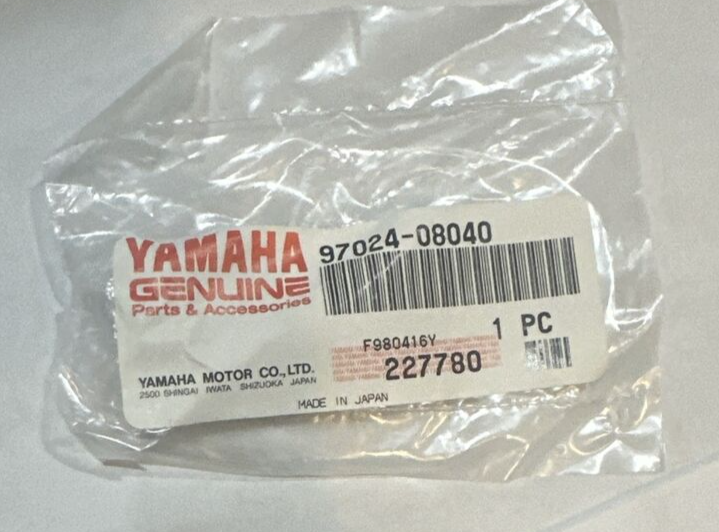 YAMAHA
GENUINE
Parts & Accessories
97024-08040
1 PC
F980416Y
227780
YAMAHA MOTOR CO.,LTD.
2500 SHINGAI IWATA SHIZUOKA JAPAN
MADE IN JAPAN